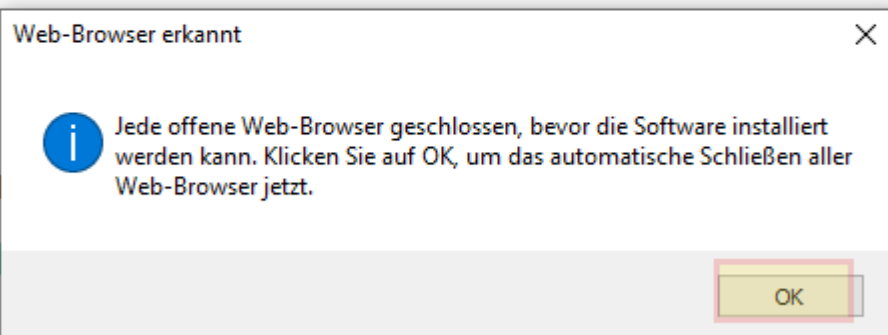 Web-Browser erkannt
Jede offene Web-Browser geschlossen, bevor die Software installiert
werden kann. Klicken Sie auf OK, um das automatische Schließen aller
Web-Browser jetzt.
OK